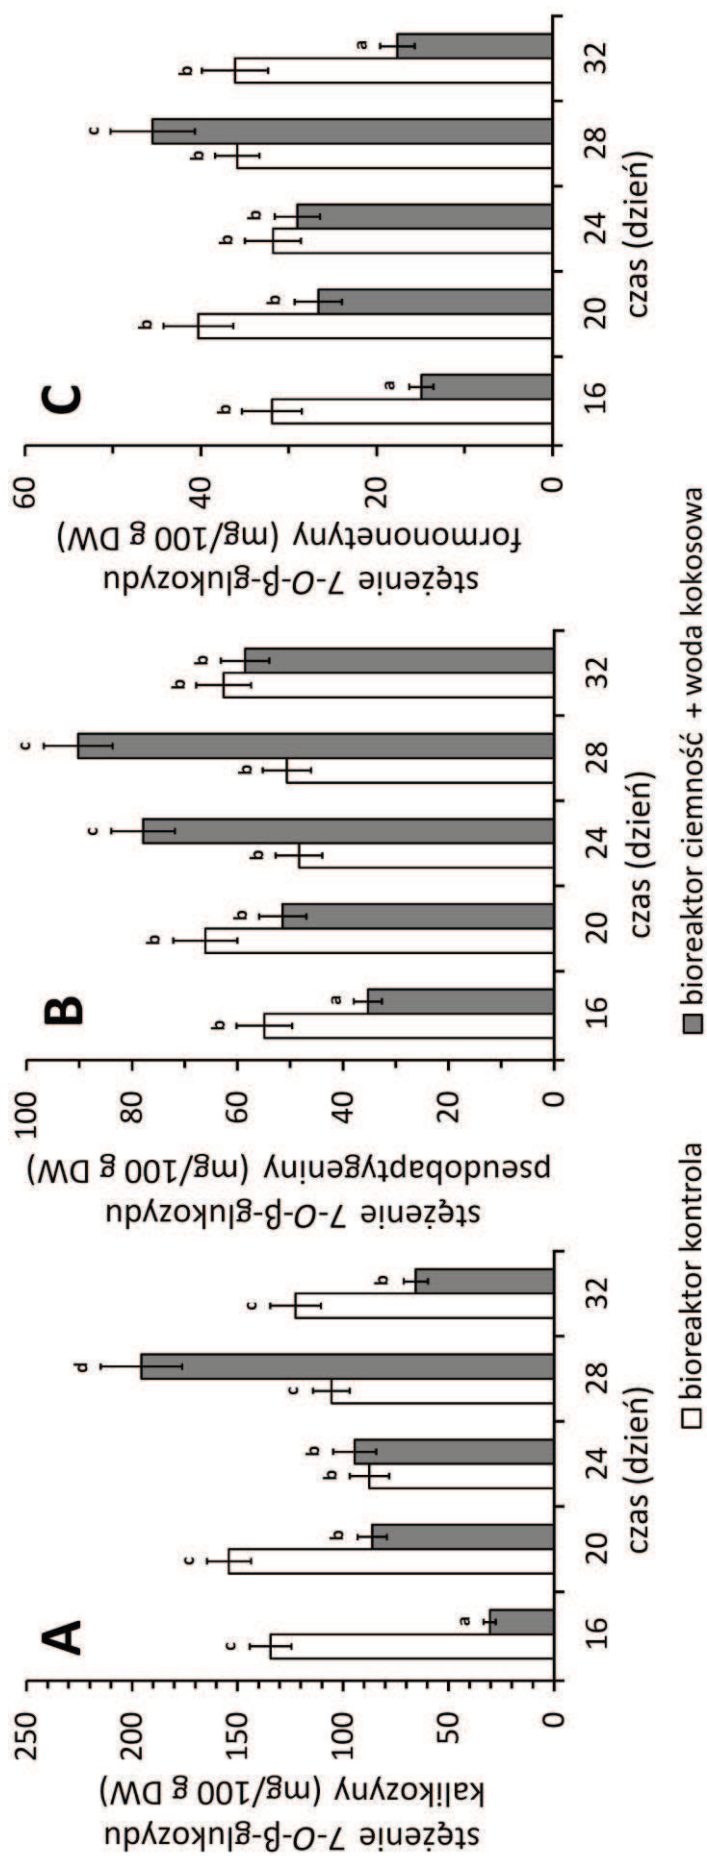 A
stężenie 7-O-β-glukozydu
kalikozyny (mg/100 g DW)
250
200
150
100
50
0
c
a
c
b
b
b
c
d
c
b
16
20
24
28
32
czas (dzień)
B
stężenie 7-O-β-glukozydu
pseudobaptygeniny (mg/100 g DW)
100
80
60
40
20
0
b
a
b
b
b
c
b
c
b
b
16
20
24
28
32
czas (dzień)
C
stężenie 7-O-β-glukozydu
formononetyny (mg/100 g DW)
60
40
20
0
b
a
b
b
b
b
b
c
b
a
16
20
24
28
32
czas (dzień)
bioreaktor kontrola
bioreaktor ciemność + woda kokosowa